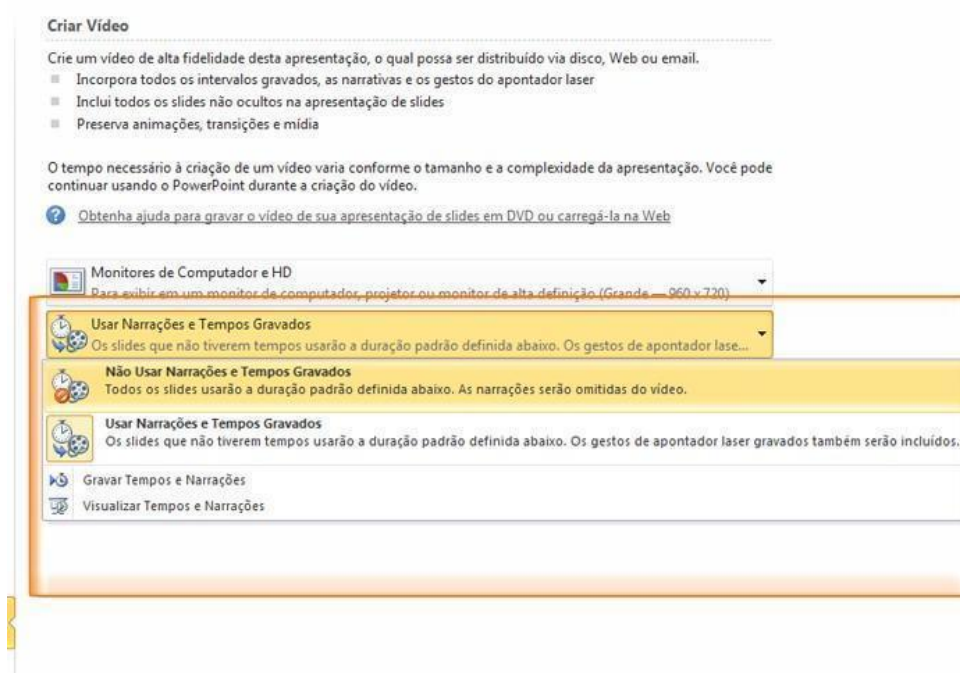 Criar Vídeo
Crie um vídeo de alta fidelidade desta apresentação, o qual possa ser distribuído via disco, Web ou email.
Incorpora todos os intervalos gravados, as narrativas e os gestos do apontador laser
Inclui todos os slides não ocultos na apresentação de slides
Preserva animações, transições e mídia
O tempo necessário à criação de um vídeo varia conforme o tamanho e a complexidade da apresentação. Você pode
continuar usando o PowerPoint durante a criação do vídeo.
Obtenha ajuda para gravar o vídeo de sua apresentação de slides em DVD ou carregá-la na Web
Monitores de Computador e HD
Para exibir em um monitor de computador, projetor ou monitor de alta definição (Grande — 960 x 720)
Usar Narrações e Tempos Gravados
Os slides que não tiverem tempos usarão a duração padrão definida abaixo. Os gestos de apontador lase...
Não Usar Narrações e Tempos Gravados
Todos os slides usarão a duração padrão definida abaixo. As narrações serão omitidas do vídeo.
Usar Narrações e Tempos Gravados
Os slides que não tiverem tempos usarão a duração padrão definida abaixo. Os gestos de apontador laser gravados também serão incluídos.
Gravar Tempos e Narrações
Visualizar Tempos e Narrações